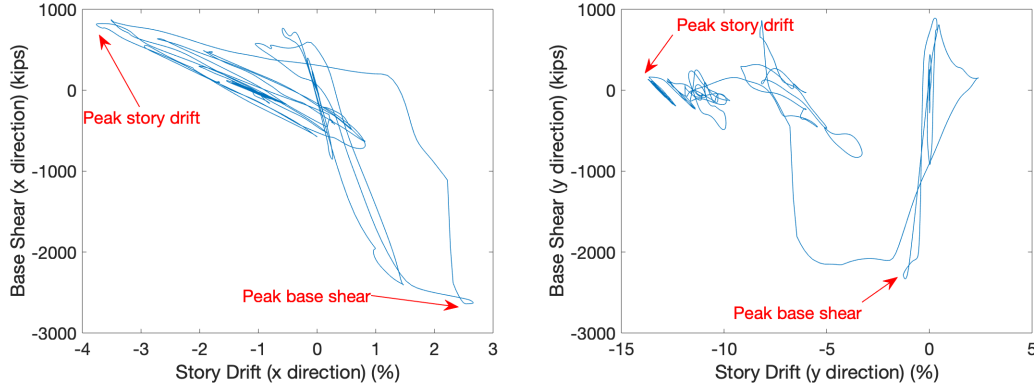 1000
0
-1000
-2000
-3000
-4
-3
-2
-1
0
1
2
3
Base Shear (x direction) (kips)
Story Drift (x direction) (%)
Peak story drift
Peak base shear
1000
0
-1000
-2000
-3000
-15
-10
-5
0
5
Base Shear (y direction) (kips)
Story Drift (y direction) (%)
Peak story drift
Peak base shear